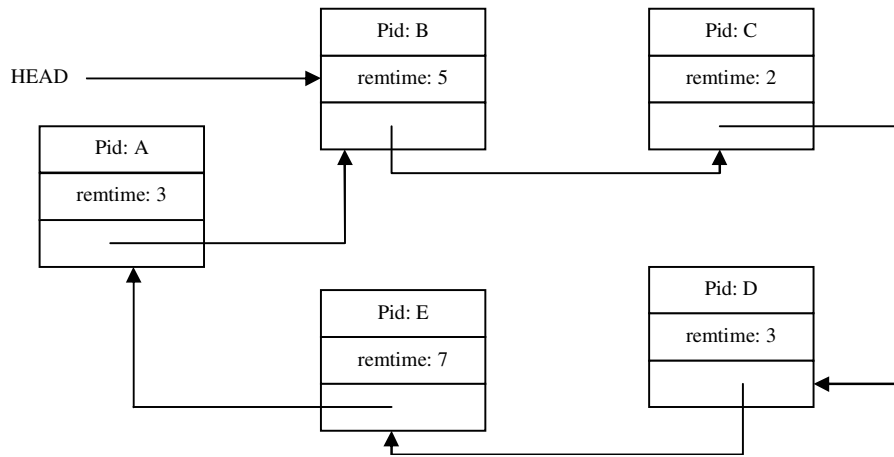 Pid: B
Pid: C
HEAD
remtime: 5
remtime: 2
Pid: A
remtime: 3
Pid: D
Pid: E
remtime: 3
remtime: 7